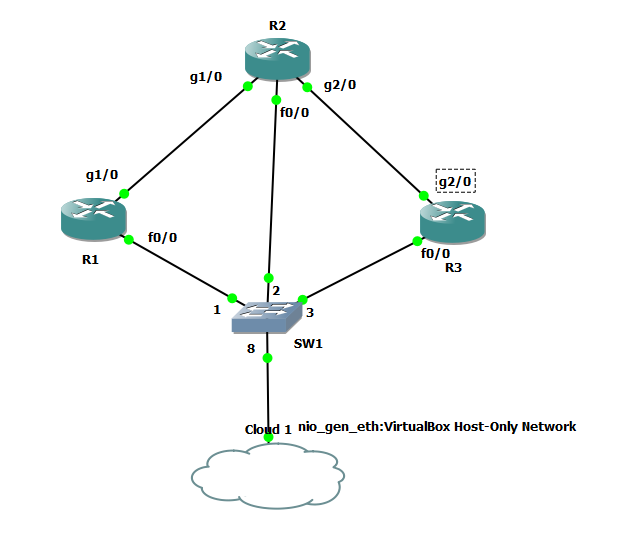 R2
g1/0
g2/0
f0/0
g1/0
g2/0
f0/0
R1
f0/0
R3
2
1
3
SW1
8
Cloud 1
nio_gen_eth:VirtualBox Host-Only Network